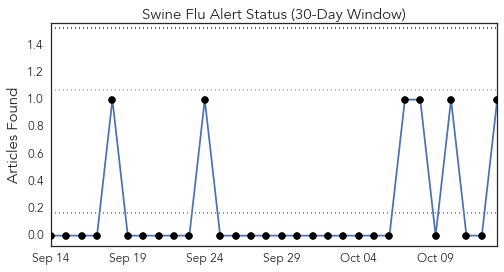 Swine Flu Alert Status (30-Day Window)
Articles Found
1.4
1.2
1.0
0.8
0.6
0.4
0.2
0.0
Sep 14 Sep 19 Sep 24 Sep 29 Oct 04 Oct 09